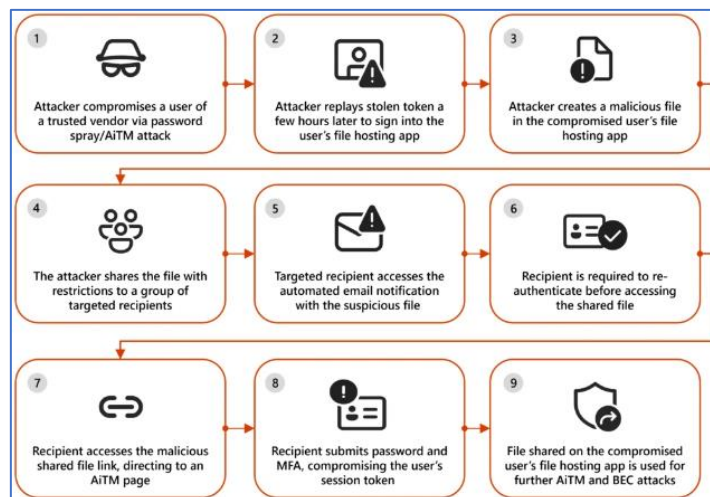 1
Attacker compromises a user of
a trusted vendor via password
spray/AiTM attack
2
Attacker replays stolen token a
few hours later to sign into the
user's file hosting app
3
Attacker creates a malicious file
in the compromised user's file
hosting app
4
The attacker shares the file with
restrictions to a group of
targeted recipients
5
Targeted recipient accesses the
automated email notification
with the suspicious file
6
Recipient is required to re-
authenticate before accessing
the shared file
7
Recipient accesses the malicious
shared file link, directing to an
AiTM page
8
Recipient submits password and
MFA, compromising the user's
session token
9
File shared on the compromised
user's file hosting app is used for
further AiTM and BEC attacks